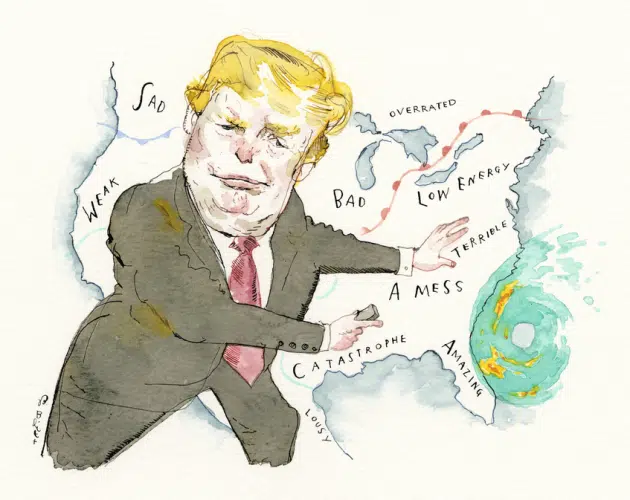 SAD
OVERRATED
WEAK
BAD
LOW ENERGY
TERRIBLE
A MESS
CATASTROPHE
AMAZING
LOUSY